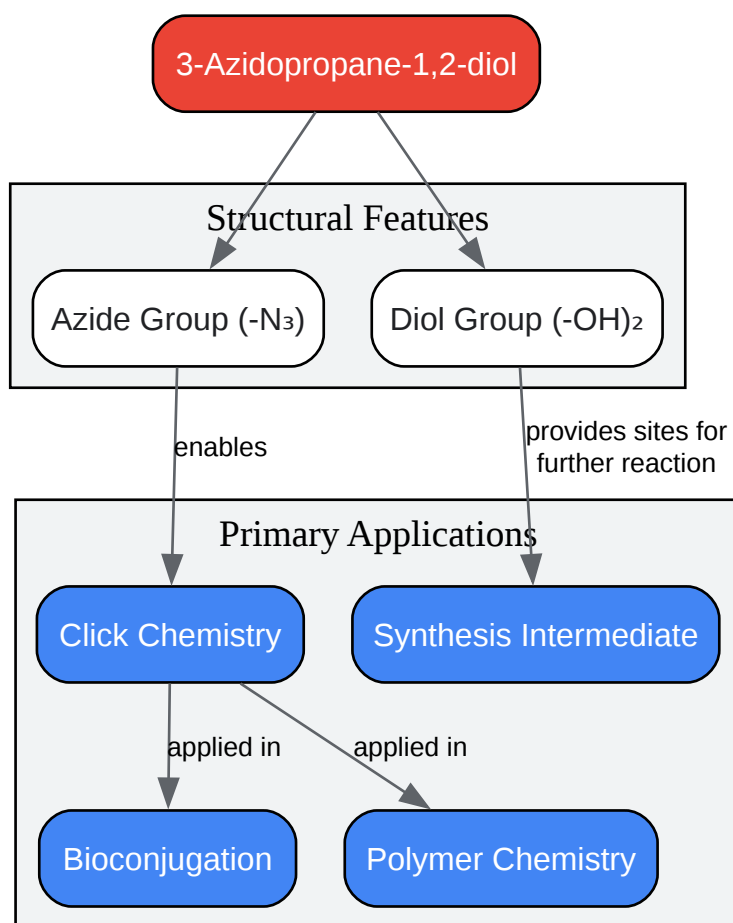 3-Azidopropane-1,2-diol
Structural Features
Azide Group (-N₃)
Diol Group (-OH)₂
enables
provides sites for
further reaction
Primary Applications
Click Chemistry
Synthesis Intermediate
applied in
applied in
Bioconjugation
Polymer Chemistry